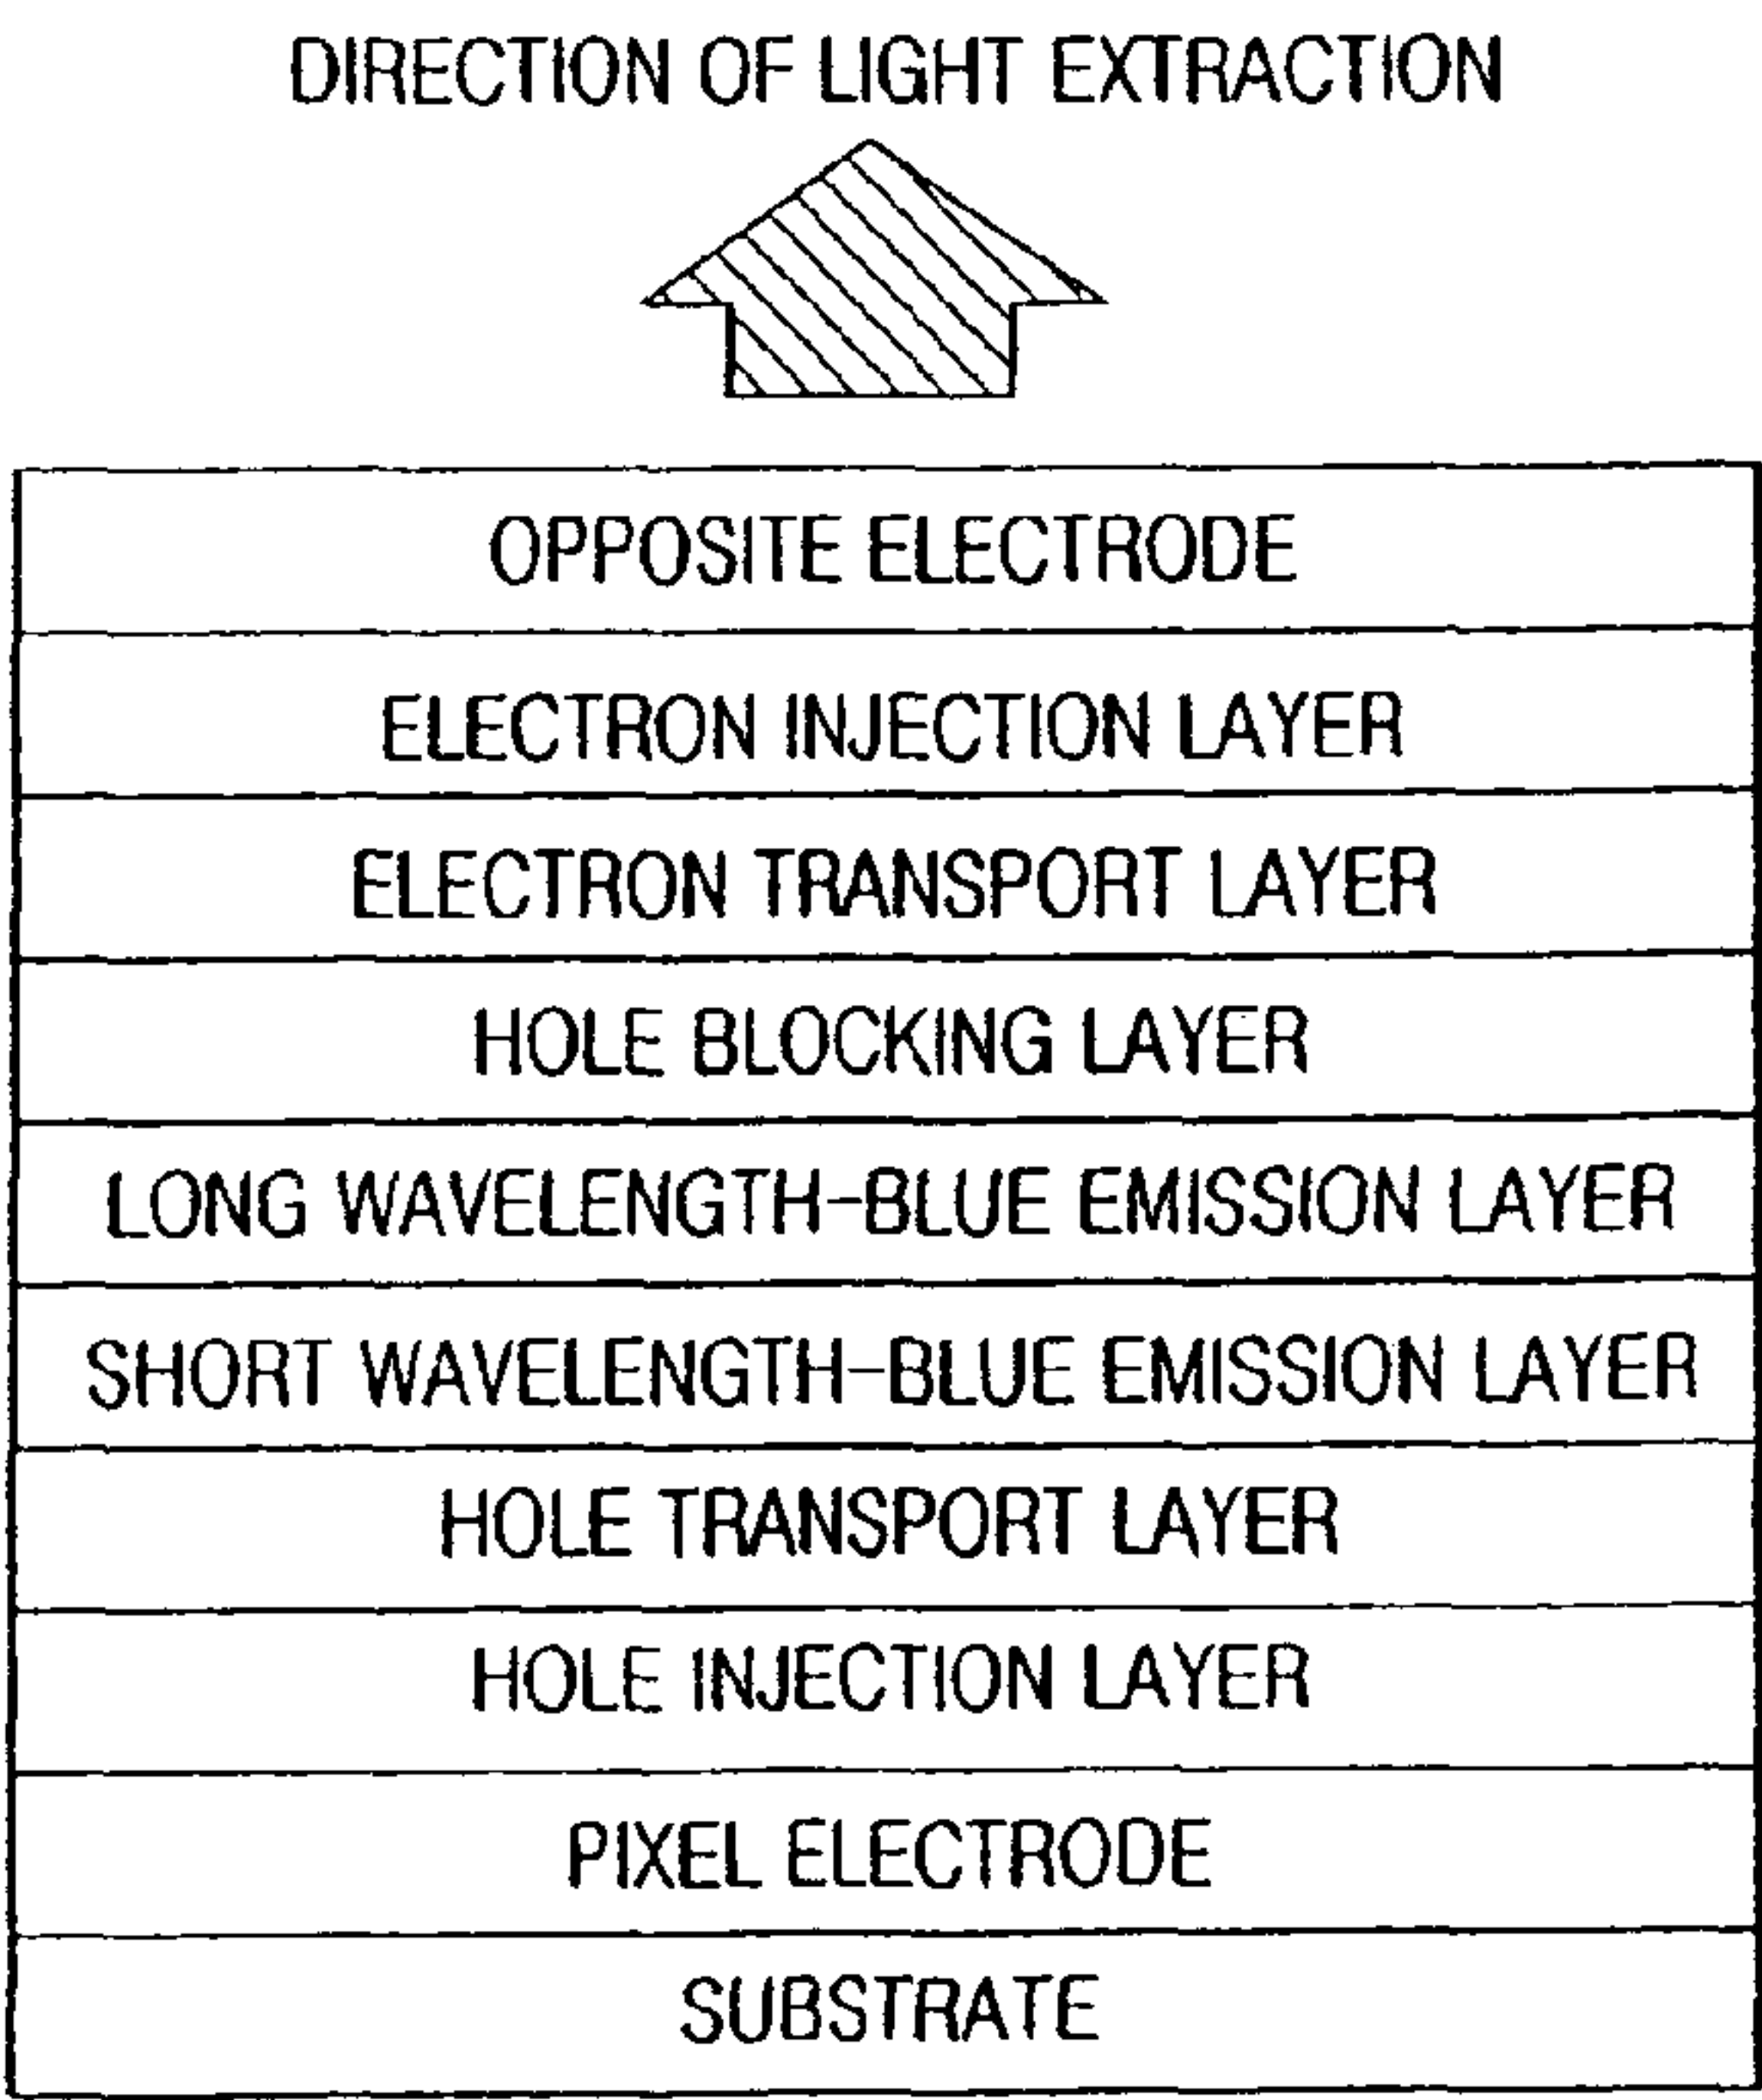 DIRECTION OF LIGHT EXTRACTION
OPPOSITE ELECTRODE
ELECTRON INJECTION LAYER
ELECTRON TRANSPORT LAYER
HOLE BLOCKING LAYER
LONG WAVELENGTH-BLUE EMISSION LAYER
SHORT WAVELENGTH-BLUE EMISSION LAYER
HOLE TRANSPORT LAYER
HOLE INJECTION LAYER
PIXEL ELECTRODE
SUBSTRATE